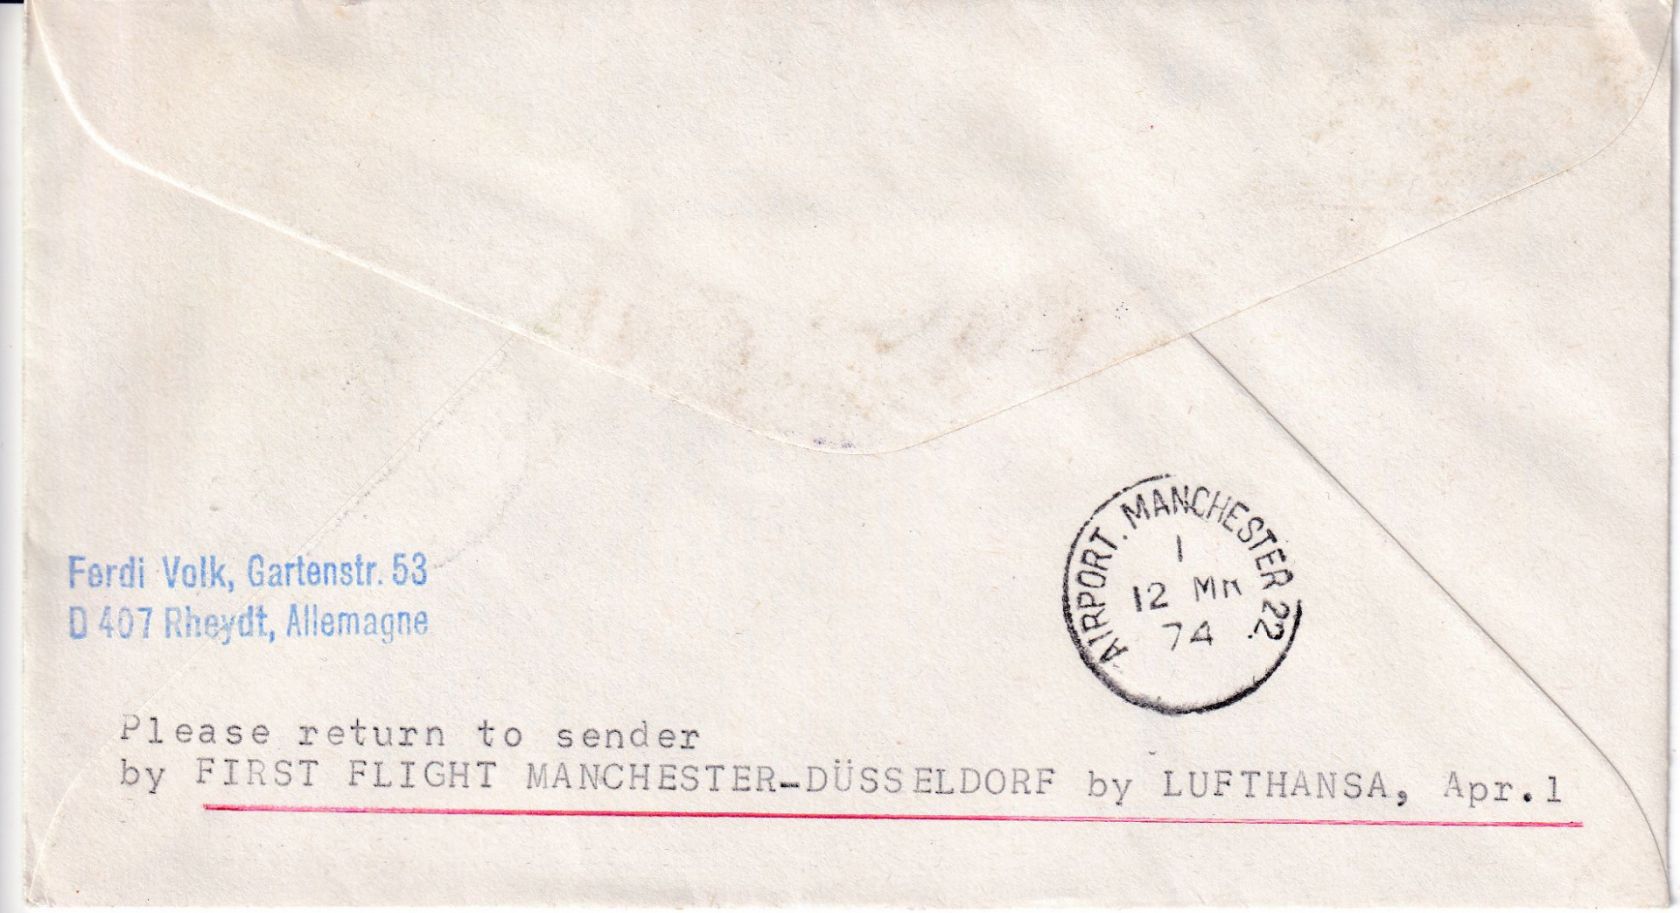 Ferdi Volk, Gartenstr. 53
D 407 Rheydt, Allemagne
AIRPORT. MANCHESTER 22.
1
12 MR
74
Please return to sender
by FIRST FLIGHT MANCHESTER-DÜSSELDORF by LUFTHANSA, Apr.1